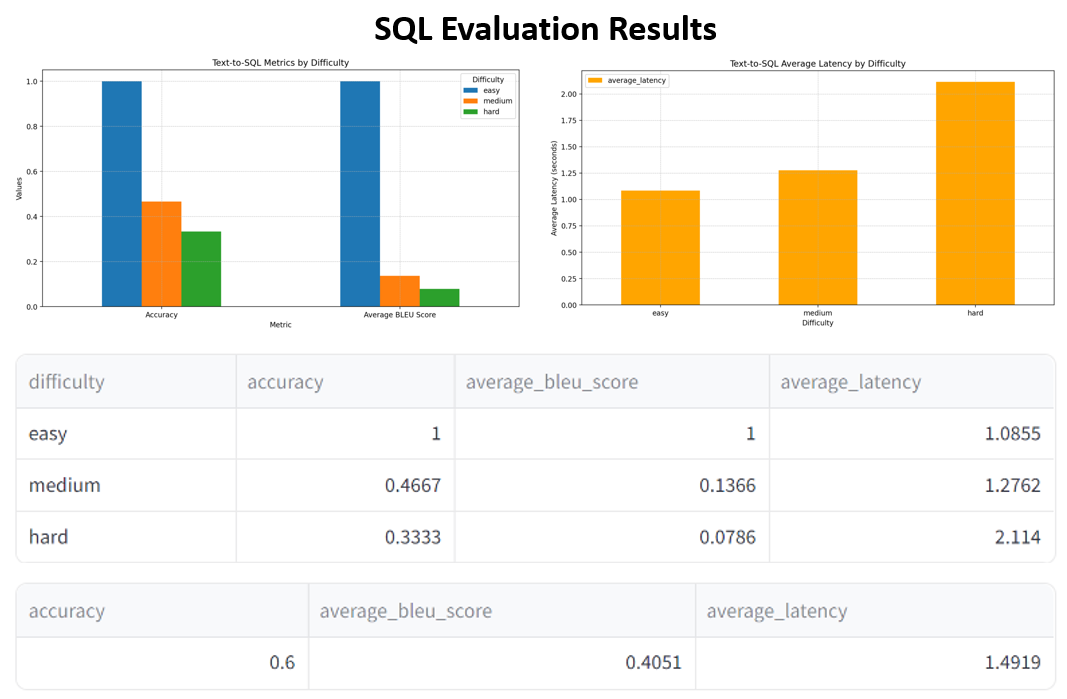 SQL Evaluation Results
Text-to-SQL Metrics by Difficulty
Values
1.0
0.8
0.6
0.4
0.2
0.0
Difficulty
easy
medium
hard
Accuracy
Average BLEU Score
Metric
Text-to-SQL Average Latency by Difficulty
average_latency
Average Latency (seconds)
2.00
1.75
1.50
1.25
1.00
0.75
0.50
0.25
0.00
easy
medium
hard
Difficulty
difficulty accuracy average_bleu_score average_latency
easy 1 1 1.0855
medium 0.4667 0.1366 1.2762
hard 0.3333 0.0786 2.114
accuracy average_bleu_score average_latency
0.6 0.4051 1.4919